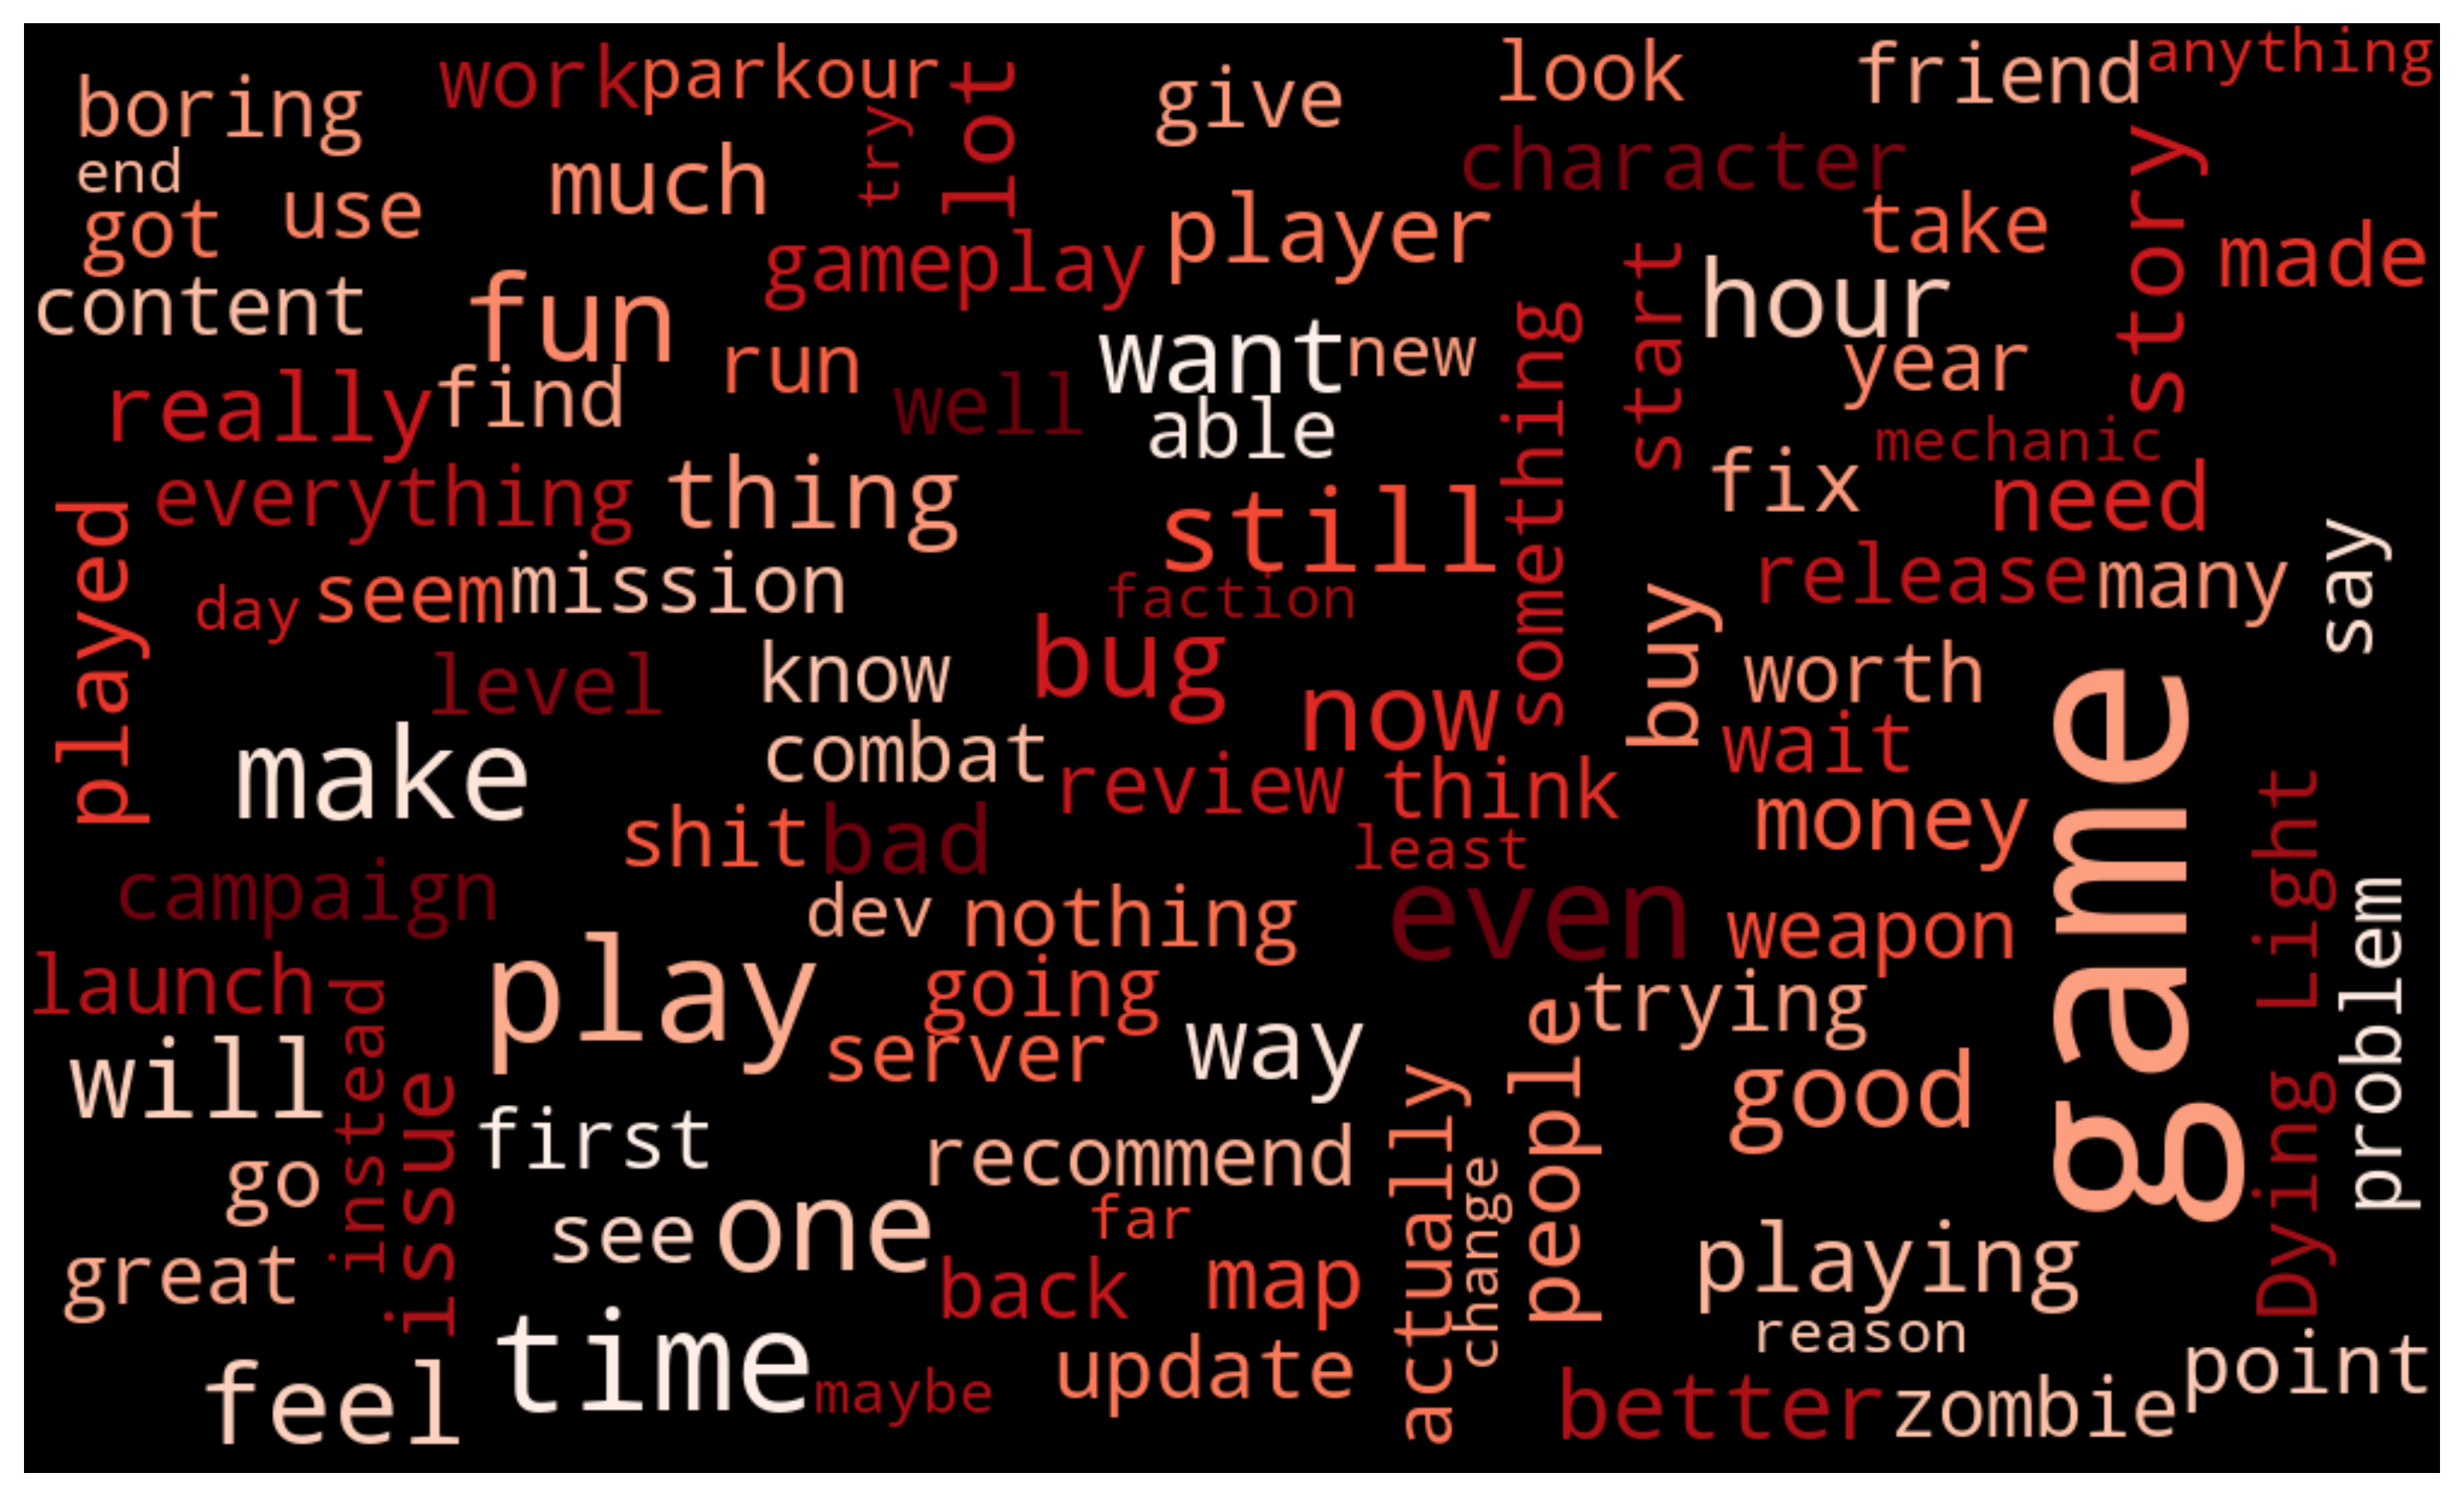 boring
work
parkour
try
lot
give
look
friend
anything
end
got
use
much
character
take
story
made
content
fun
gameplay
player
hour
start
year
really
find
run
well
want
new
able
something
mechanic
everything
thing
still
fix
need
played
day
seem
mission
faction
release
many
say
level
know
bug
now
buy
worth
make
combat
review
think
wait
money
shit
bad
least
campaign
dev
nothing
even
weapon
game
Dying Light
problem
launch
instead
play
going
server
way
trying
people
will
issue
first
recommend
actually
change
good
go
see
one
far
great
back
map
playing
reason
feel
time
maybe
update
better
zombie
point